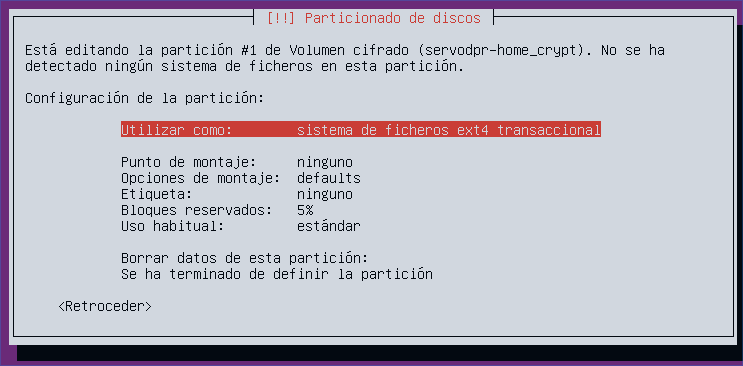 [!!] Particionado de discos
Está editando la partición #1 de Volumen cifrado (servodpr-home_crypt). No se ha
detectado ningún sistema de ficheros en esta partición.
Configuración de la partición:
Utilizar como: sistema de ficheros ext4 transaccional
Punto de montaje: ninguno
Opciones de montaje: defaults
Etiqueta: ninguno
Bloques reservados: 5%
Uso habitual: estándar
Borrar datos de esta partición:
Se ha terminado de definir la partición
<Retroceder>